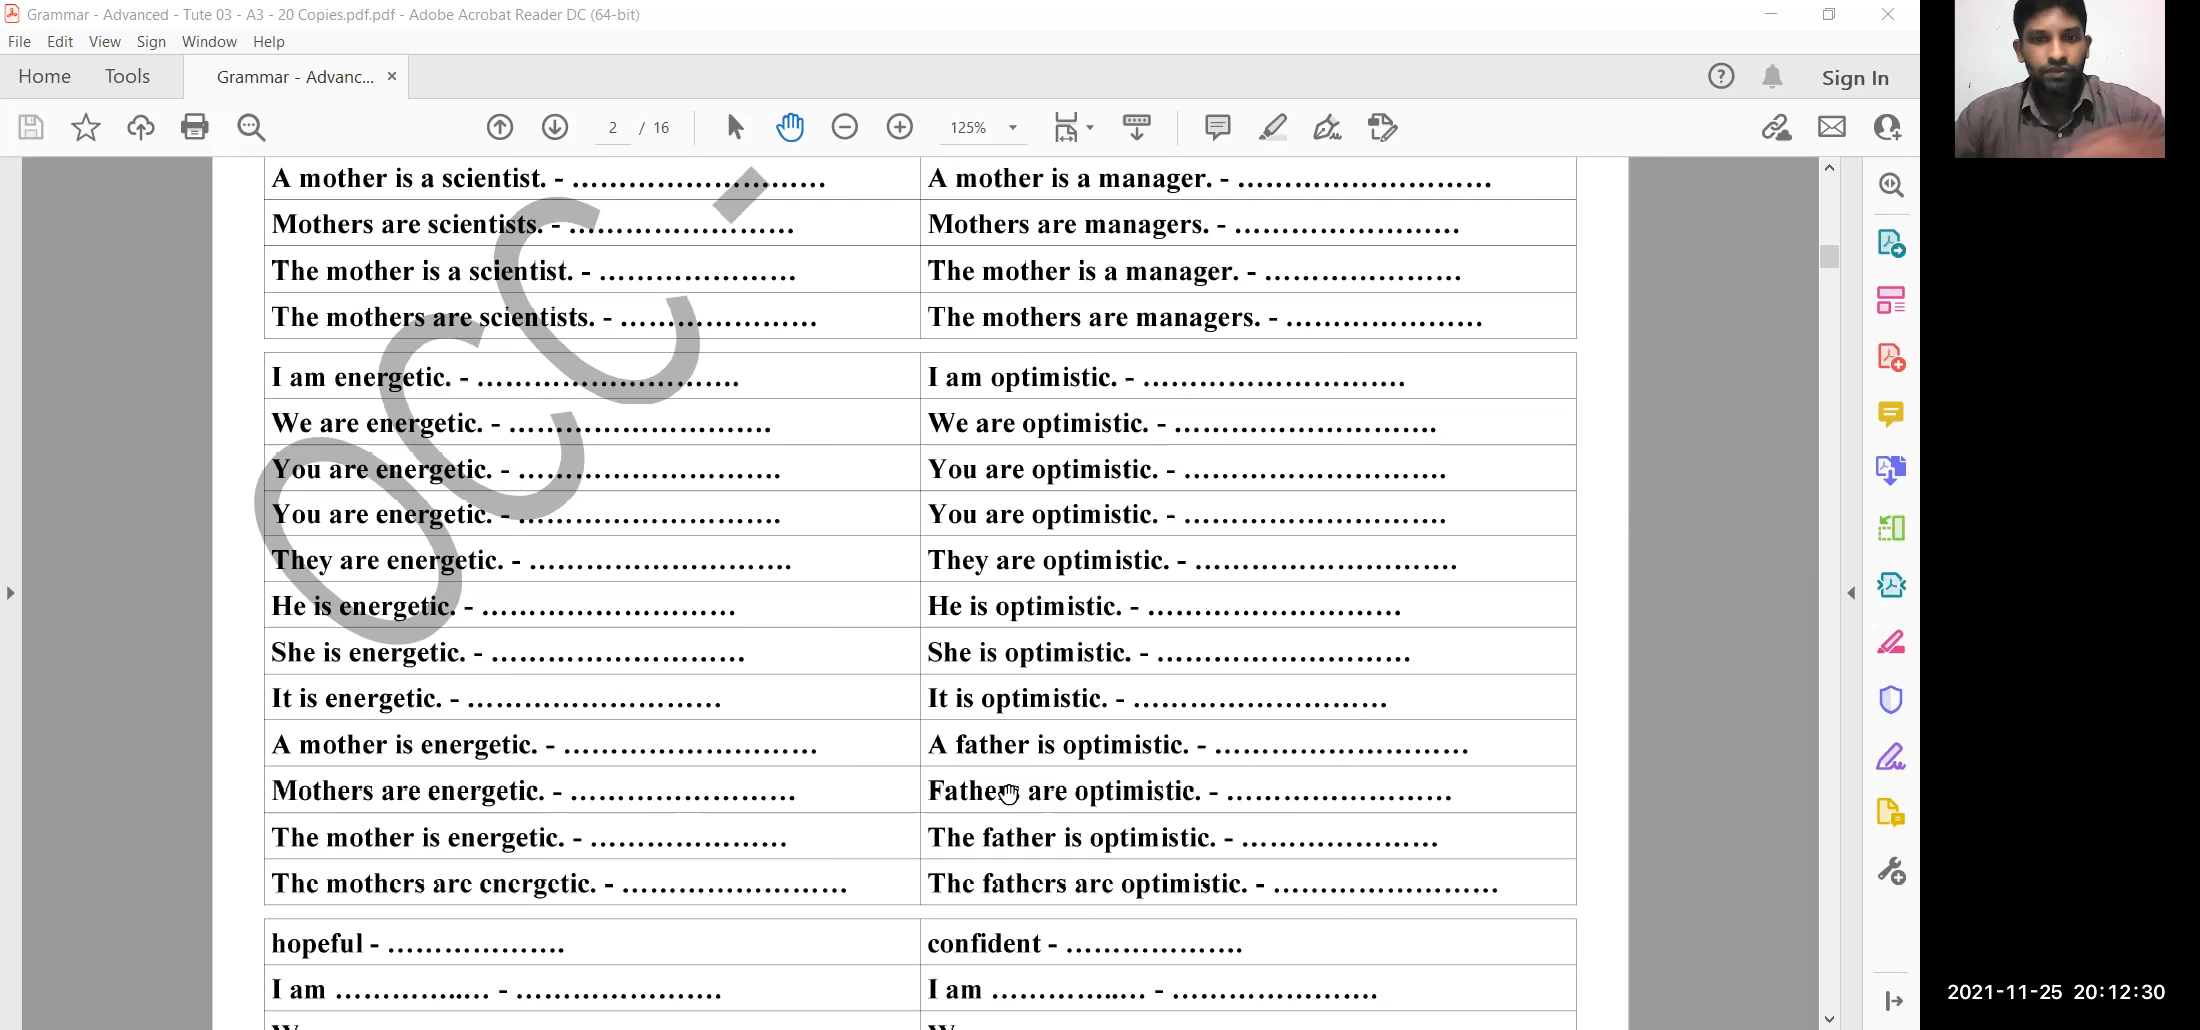 Grammar - Advanced - Tute 03 - A3 - 20 Copies.pdf.pdf - Adobe Acrobat Reader DC (64-bit)
File Edit View Sign Window Help
Home Tools Grammar - Advanc... × Sign In
2 / 16 125%
A mother is a scientist. - ………………………
A mother is a manager. - ………………………
Mothers are scientists. - ……………………
Mothers are managers. - ……………………
The mother is a scientist. - …………………
The mother is a manager. - …………………
The mothers are scientists. - …………………
The mothers are managers. - …………………
I am energetic. - ……………………….
I am optimistic. - ……………………….
We are energetic. - ……………………….
We are optimistic. - ……………………….
You are energetic. - ……………………….
You are optimistic. - ……………………….
You are energetic. - ……………………….
You are optimistic. - ……………………….
They are energetic. - ……………………….
They are optimistic. - ……………………….
He is energetic. - ………………………
He is optimistic. - ………………………
She is energetic. - ………………………
She is optimistic. - ………………………
It is energetic. - ………………………
It is optimistic. - ………………………
A mother is energetic. - ………………………
A father is optimistic. - ………………………
Mothers are energetic. - ……………………
Fathers are optimistic. - ……………………
The mother is energetic. - …………………
The father is optimistic. - …………………
The mothers are energetic. - ……………………
The fathers are optimistic. - ……………………
hopeful - ……………….
confident - ……………….
I am …………..… - ………………….
I am …………..… - ………………….
OCC -
2021-11-25 20:12:30